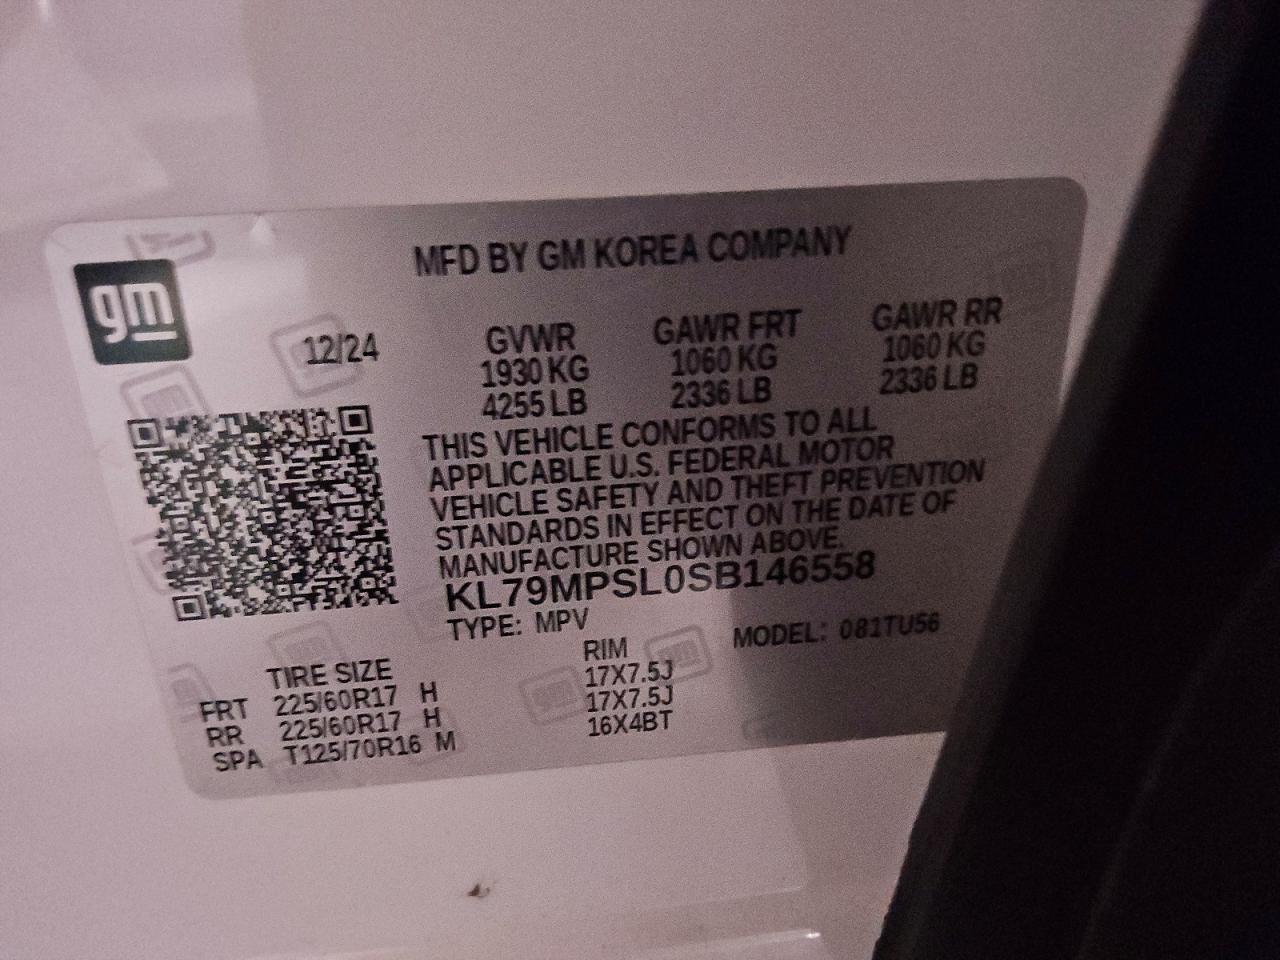 MFD BY GM KOREA COMPANY
gm
12/24
GVWR GAWR FRT GAWR RR
1930 KG 1060 KG 1060 KG
4255 LB 2336 LB 2336 LB
THIS VEHICLE CONFORMS TO ALL
APPLICABLE U.S. FEDERAL MOTOR
VEHICLE SAFETY AND THEFT PREVENTION
STANDARDS IN EFFECT ON THE DATE OF
MANUFACTURE SHOWN ABOVE.
KL79MPSL0SB146558
TYPE: MPV MODEL: 081TU56
TIRE SIZE RIM
FRT 225/60R17 H 17X7.5J
RR 225/60R17 H 17X7.5J
SPA T125/70R16 M 16X4BT